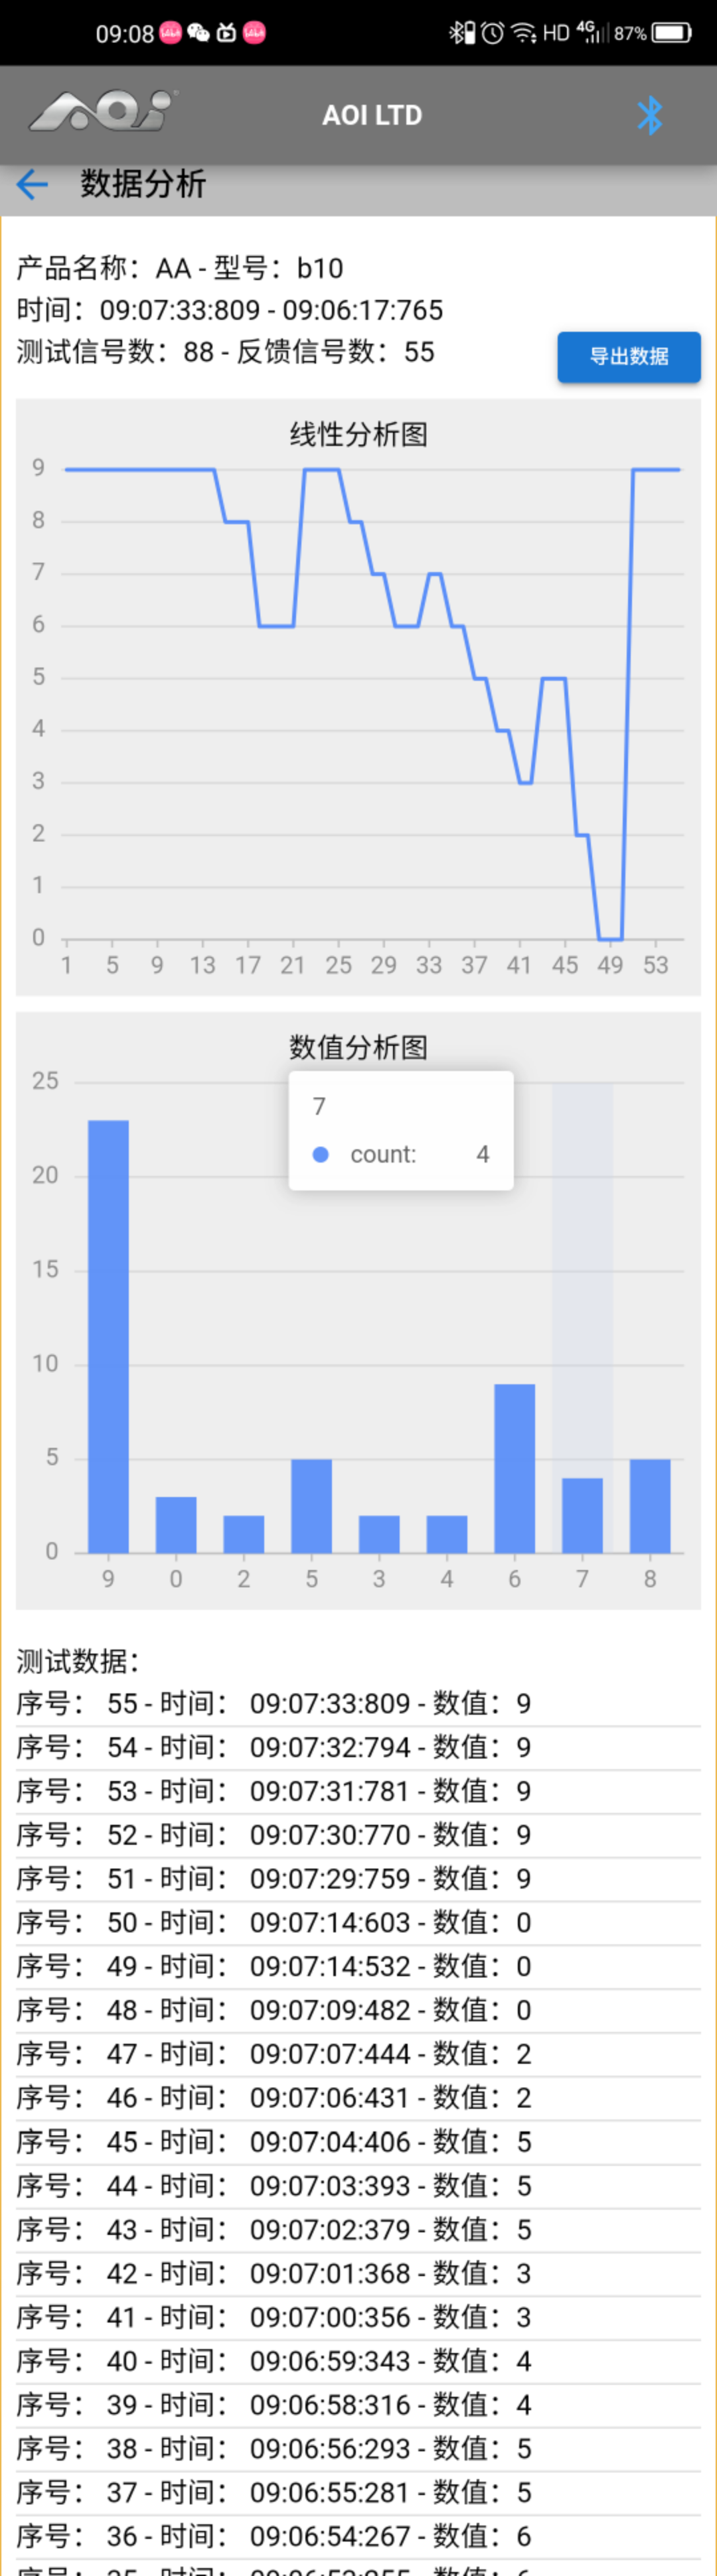 09:08 HD 4G 87%
AOI AOI LTD
数据分析
产品名称：AA - 型号：b10
时间：09:07:33:809 - 09:06:17:765
测试信号数：88 - 反馈信号数：55
导出数据
线性分析图
9
8
7
6
5
4
3
2
1
0
1 5 9 13 17 21 25 29 33 37 41 45 49 53
数值分析图
25
20
15
10
5
0
7
count: 4
9 0 2 5 3 4 6 7 8
测试数据：
序号： 55 - 时间： 09:07:33:809 - 数值：9
序号： 54 - 时间： 09:07:32:794 - 数值：9
序号： 53 - 时间： 09:07:31:781 - 数值：9
序号： 52 - 时间： 09:07:30:770 - 数值：9
序号： 51 - 时间： 09:07:29:759 - 数值：9
序号： 50 - 时间： 09:07:14:603 - 数值：0
序号： 49 - 时间： 09:07:14:532 - 数值：0
序号： 48 - 时间： 09:07:09:482 - 数值：0
序号： 47 - 时间： 09:07:07:444 - 数值：2
序号： 46 - 时间： 09:07:06:431 - 数值：2
序号： 45 - 时间： 09:07:04:406 - 数值：5
序号： 44 - 时间： 09:07:03:393 - 数值：5
序号： 43 - 时间： 09:07:02:379 - 数值：5
序号： 42 - 时间： 09:07:01:368 - 数值：3
序号： 41 - 时间： 09:07:00:356 - 数值：3
序号： 40 - 时间： 09:06:59:343 - 数值：4
序号： 39 - 时间： 09:06:58:316 - 数值：4
序号： 38 - 时间： 09:06:56:293 - 数值：5
序号： 37 - 时间： 09:06:55:281 - 数值：5
序号： 36 - 时间： 09:06:54:267 - 数值：6